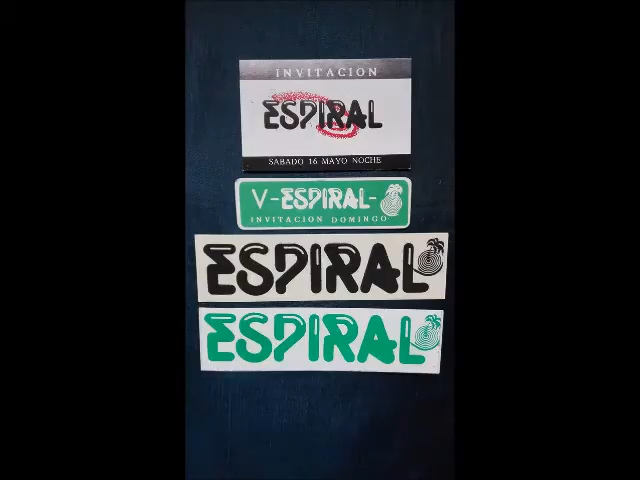 INVITACION
ESPIRAL
SABADO 16 MAYO NOCHE
V-ESPIRAL-
INVITACION DOMINGO
ESPIRAL
ESPIRAL